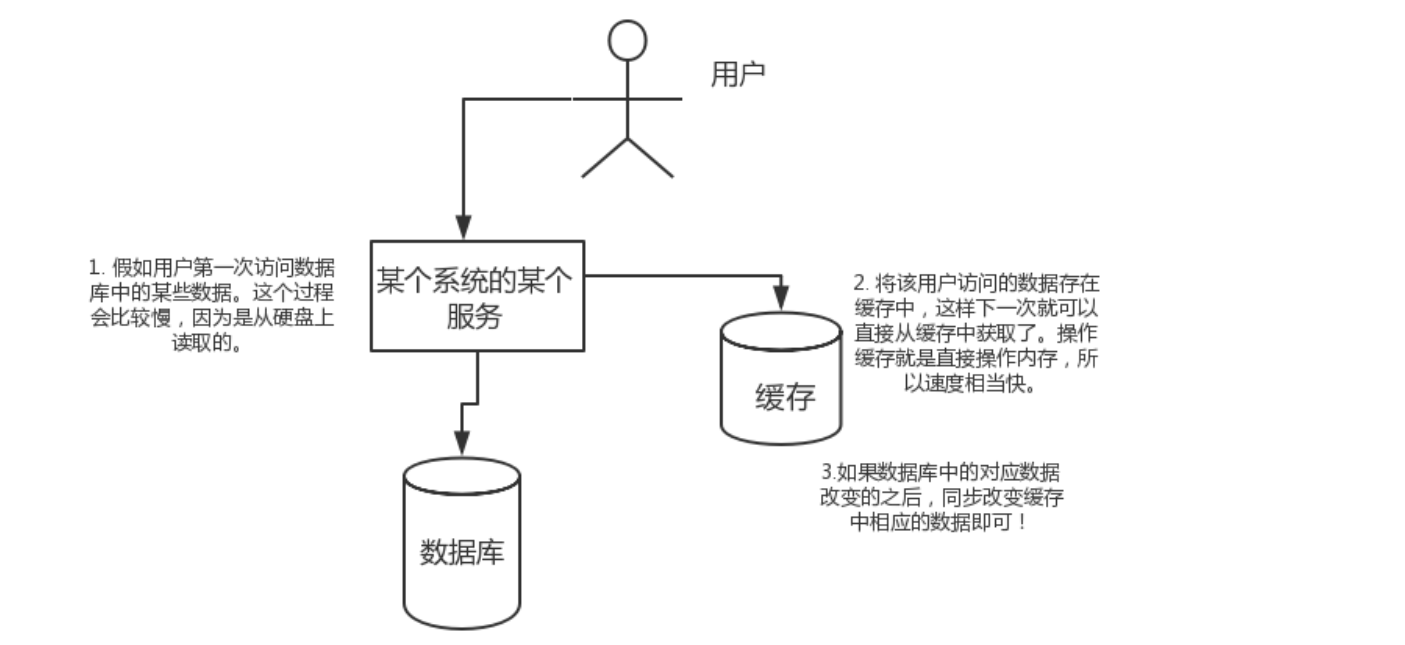 用户
1. 假如用户第一次访问数据
库中的某些数据。这个过程
会比较慢，因为是从硬盘上
读取的。
某个系统的某个
服务
2. 将该用户访问的数据存在
缓存中，这样下一次就可以
直接从缓存中获取了。操作
缓存就是直接操作内存，所
以速度相当快。
缓存
3.如果数据库中的对应数据
改变的之后，同步改变缓存
中相应的数据即可！
数据库